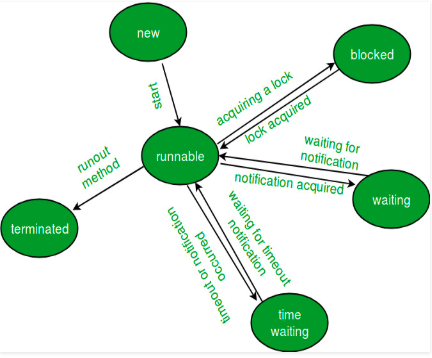 new
blocked
start
acquiring a lock
lock acquired
runnable
waiting for
notification
notification acquired
waiting
runout
method
terminated
waiting for timeout
notification
timeout or notification
occurred
time
waiting